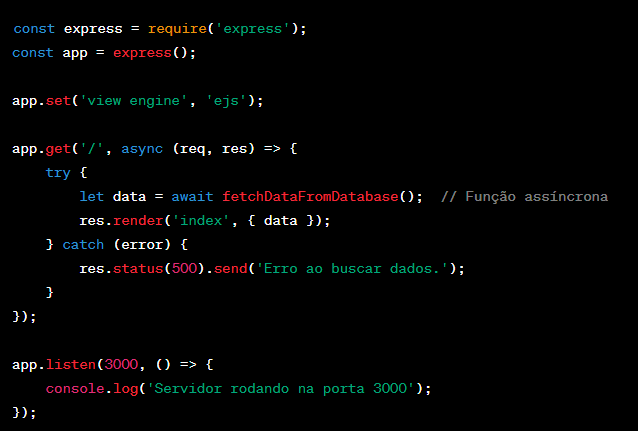 const express = require('express');
const app = express();
app.set('view engine', 'ejs');
app.get('/', async (req, res) => {
    try {
        let data = await fetchDataFromDatabase();  // Função assíncrona
        res.render('index', { data });
    } catch (error) {
        res.status(500).send('Erro ao buscar dados.');
    }
});
app.listen(3000, () => {
    console.log('Servidor rodando na porta 3000');
});